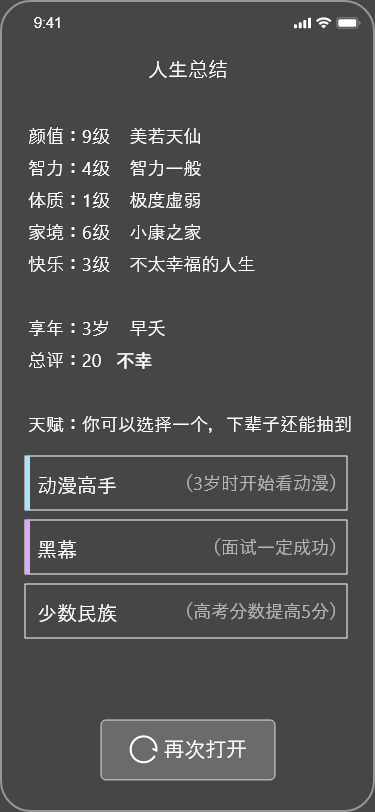 9:41
人生总结
颜值：9级 美若天仙
智力：4级 智力一般
体质：1级 极度虚弱
家境：6级 小康之家
快乐：3级 不太幸福的人生
享年：3岁 早夭
总评：20 不幸
天赋：你可以选择一个，下辈子还能抽到
动漫高手 （3岁时开始看动漫）
黑幕 （面试一定成功）
少数民族 （高考分数提高5分）
再次打开